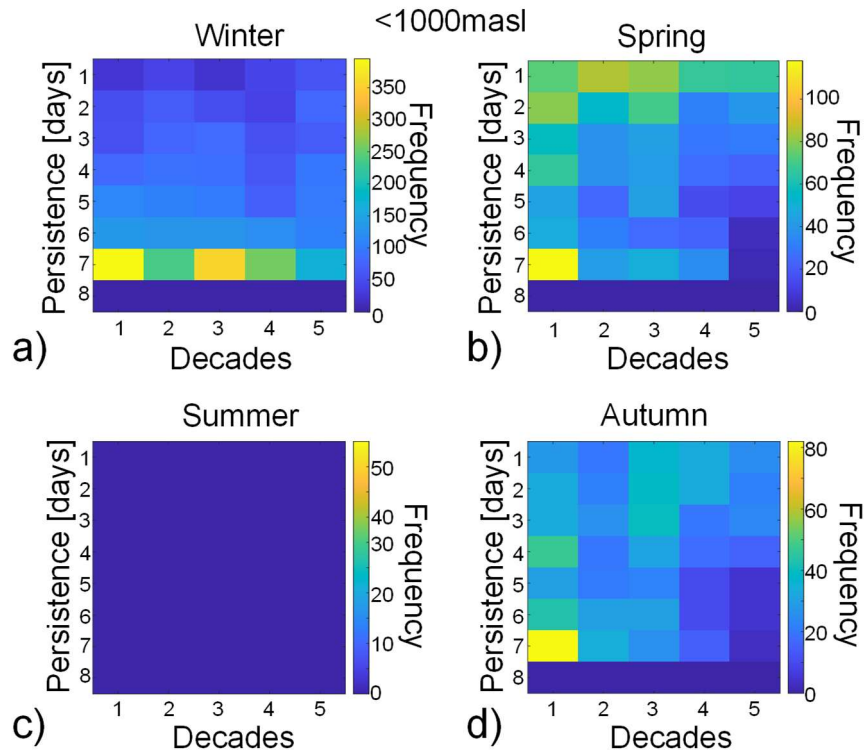 <1000masl
Winter
Persistence [days]
1
2
3
4
5
6
7
8
1 2 3 4 5
Decades
350
300
250
200
150
100
50
0
Frequency
a)
Spring
Persistence [days]
1
2
3
4
5
6
7
8
1 2 3 4 5
Decades
100
80
60
40
20
0
Frequency
b)
Summer
Persistence [days]
1
2
3
4
5
6
7
8
1 2 3 4 5
Decades
50
40
30
20
10
0
Frequency
c)
Autumn
Persistence [days]
1
2
3
4
5
6
7
8
1 2 3 4 5
Decades
80
60
40
20
0
Frequency
d)